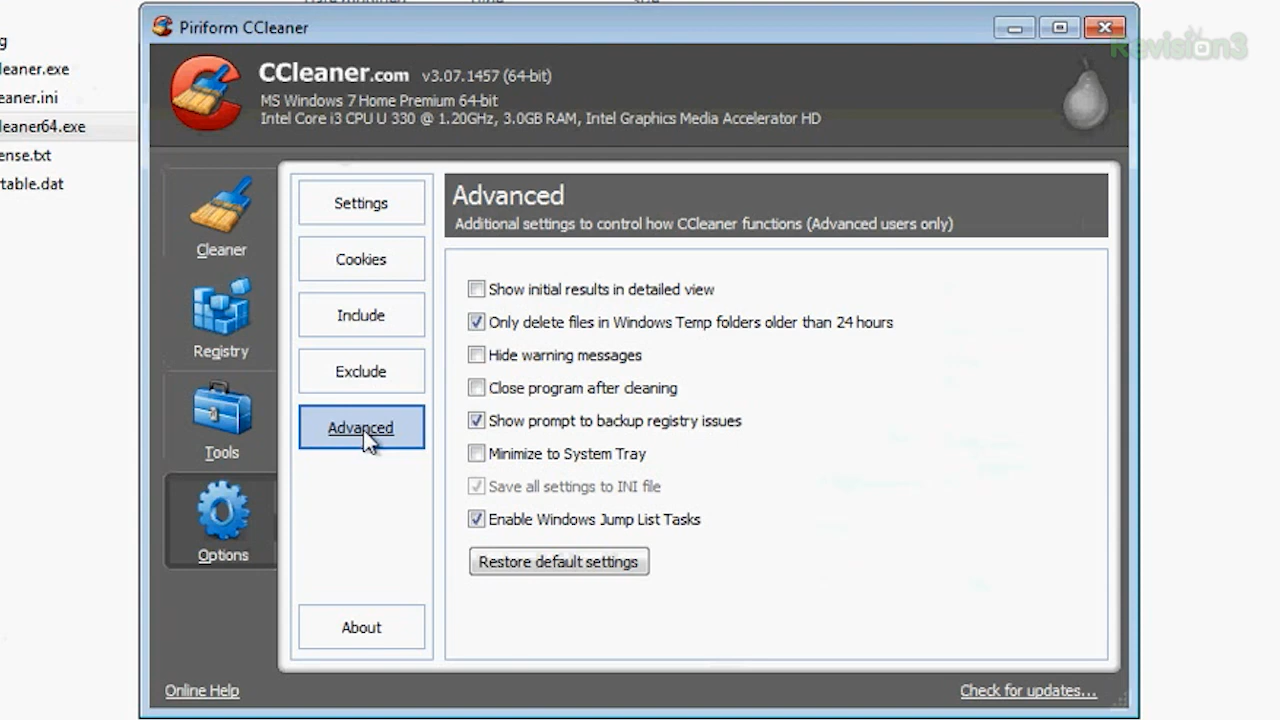 Piriform CCleaner
Revision3
CCleaner.com v3.07.1457 (64-bit)
MS Windows 7 Home Premium 64-bit
Intel Core i3 CPU U 330 @ 1.20GHz, 3.0GB RAM, Intel Graphics Media Accelerator HD
leaner.exe
eaner.ini
leaner64.exe
ense.txt
table.dat
Cleaner
Registry
Tools
Options
Settings
Cookies
Include
Exclude
Advanced
About
Advanced
Additional settings to control how CCleaner functions (Advanced users only)
Show initial results in detailed view
Only delete files in Windows Temp folders older than 24 hours
Hide warning messages
Close program after cleaning
Show prompt to backup registry issues
Minimize to System Tray
Save all settings to INI file
Enable Windows Jump List Tasks
Restore default settings
Online Help
Check for updates...